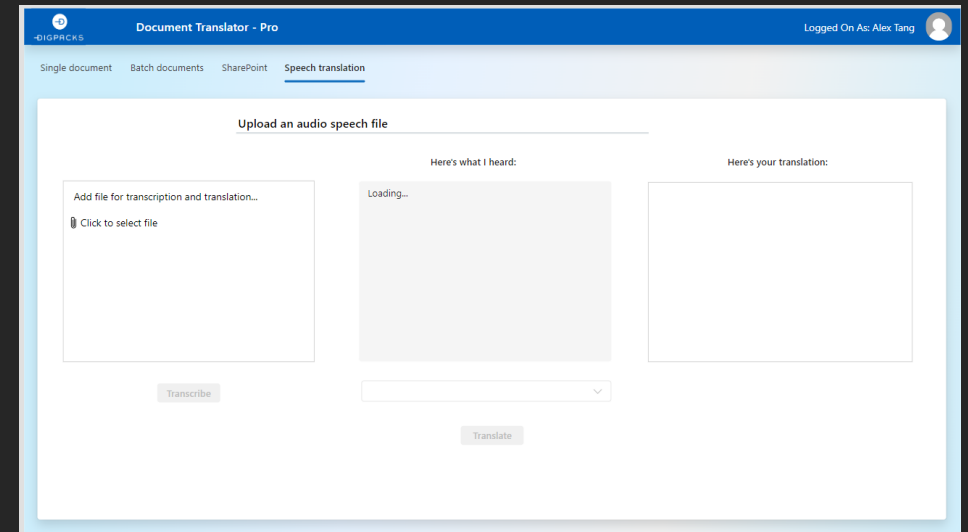 DIGPACKS
Document Translator - Pro
Logged On As: Alex Tang
Single document
Batch documents
SharePoint
Speech translation
Upload an audio speech file
Here's what I heard:
Here's your translation:
Add file for transcription and translation...
Click to select file
Loading...
Transcribe
Translate